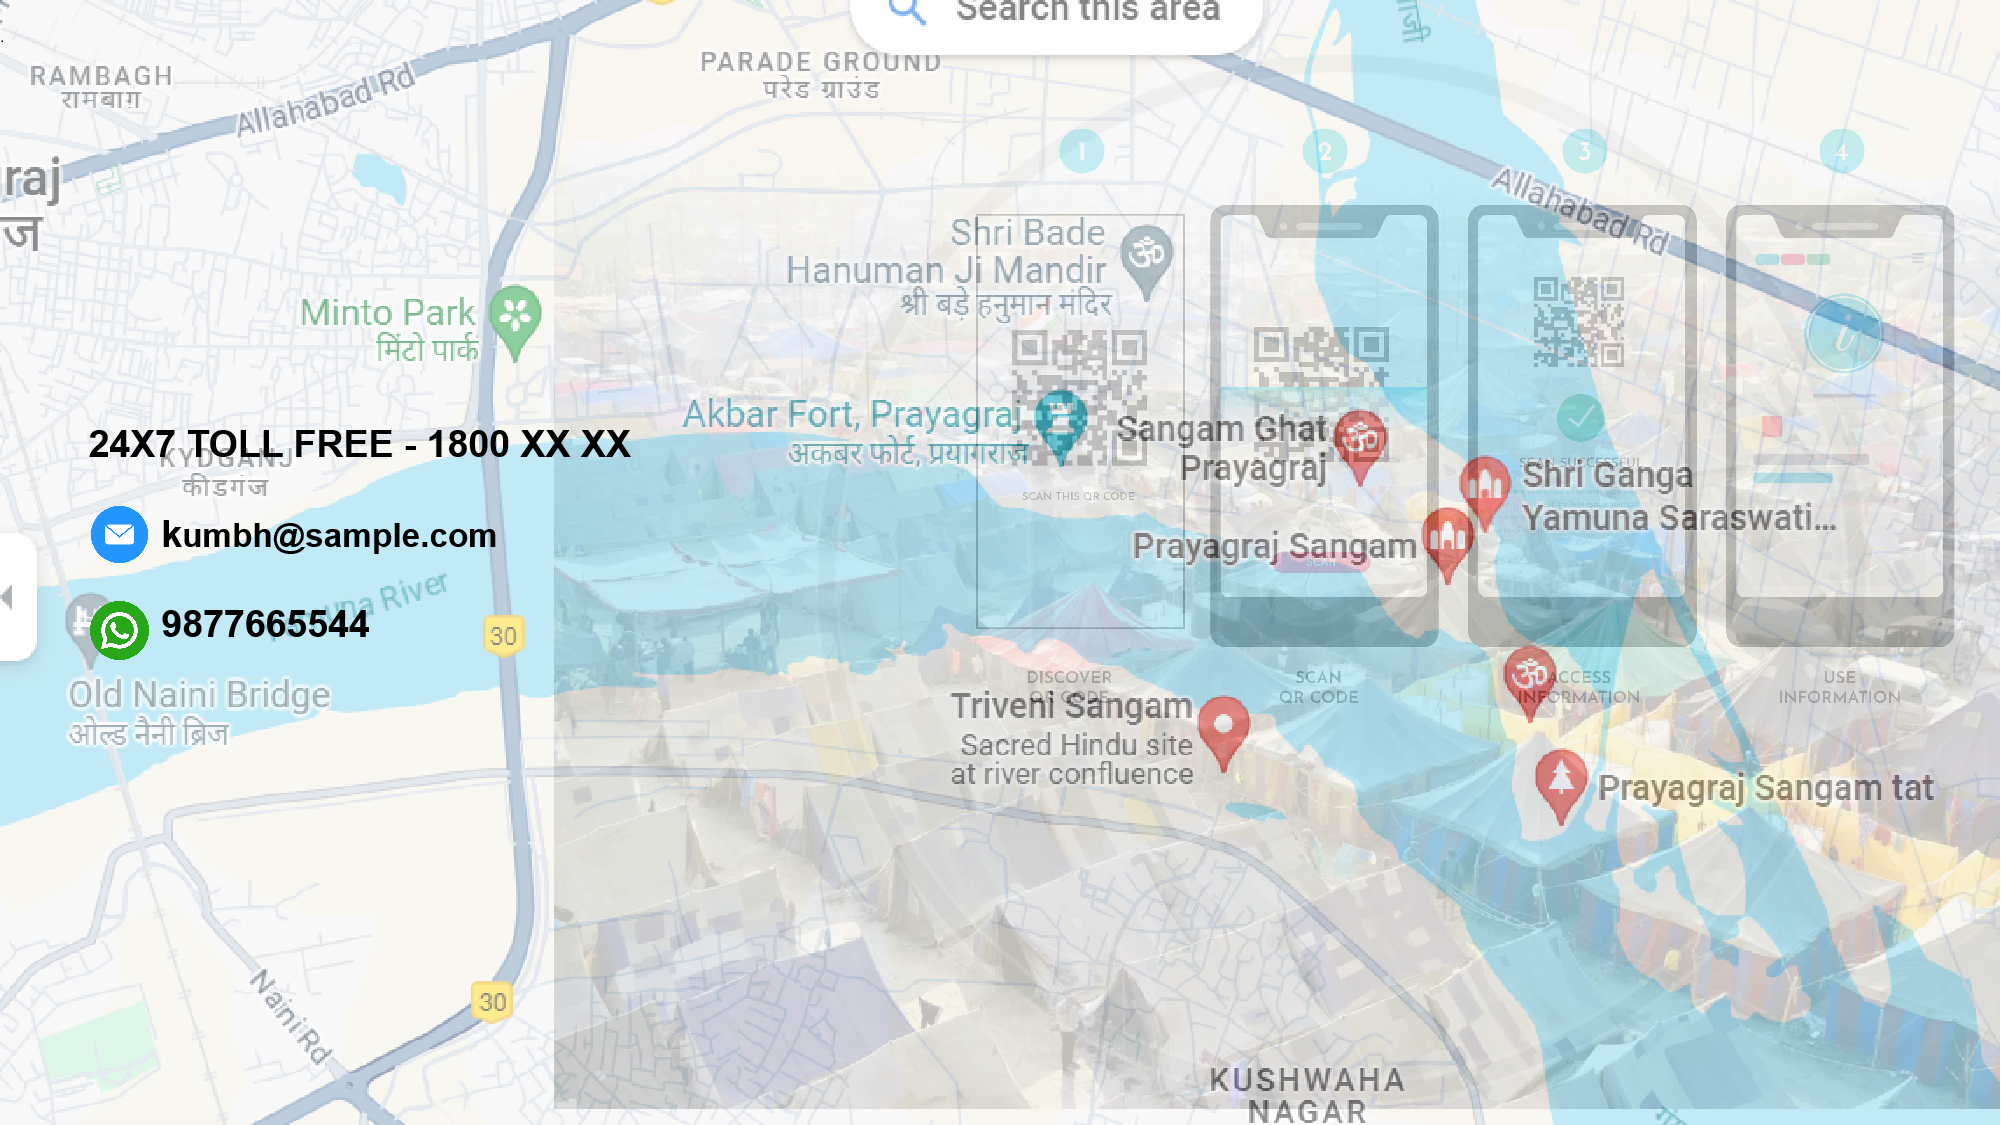 Search this area
RAMBAGH
रामबाग़
Allahabad Rd
PARADE GROUND
परेड ग्राउंड
raj
ज
1
2
3
4
Allahabad Rd
Shri Bade
Hanuman Ji Mandir
श्री बड़े हनुमान मंदिर
Minto Park
मिंटो पार्क
Akbar Fort, Prayagraj
अकबर फोर्ट, प्रयागराज
Sangam Ghat
Prayagraj
24X7 TOLL FREE - 1800 XX XX
KYDGANJ
कीडगंज
SCAN THIS QR CODE
SCAN SUCCESSFUL
Shri Ganga
Yamuna Saraswati...
kumbh@sample.com
Prayagraj Sangam
SCAN
River
9877665544
30
Old Naini Bridge
ओल्ड नैनी ब्रिज
DISCOVER
QR CODE
SCAN
QR CODE
ACCESS
INFORMATION
USE
INFORMATION
Triveni Sangam
Sacred Hindu site
at river confluence
Prayagraj Sangam tat
30
Naini Rd
KUSHWAHA
NAGAR